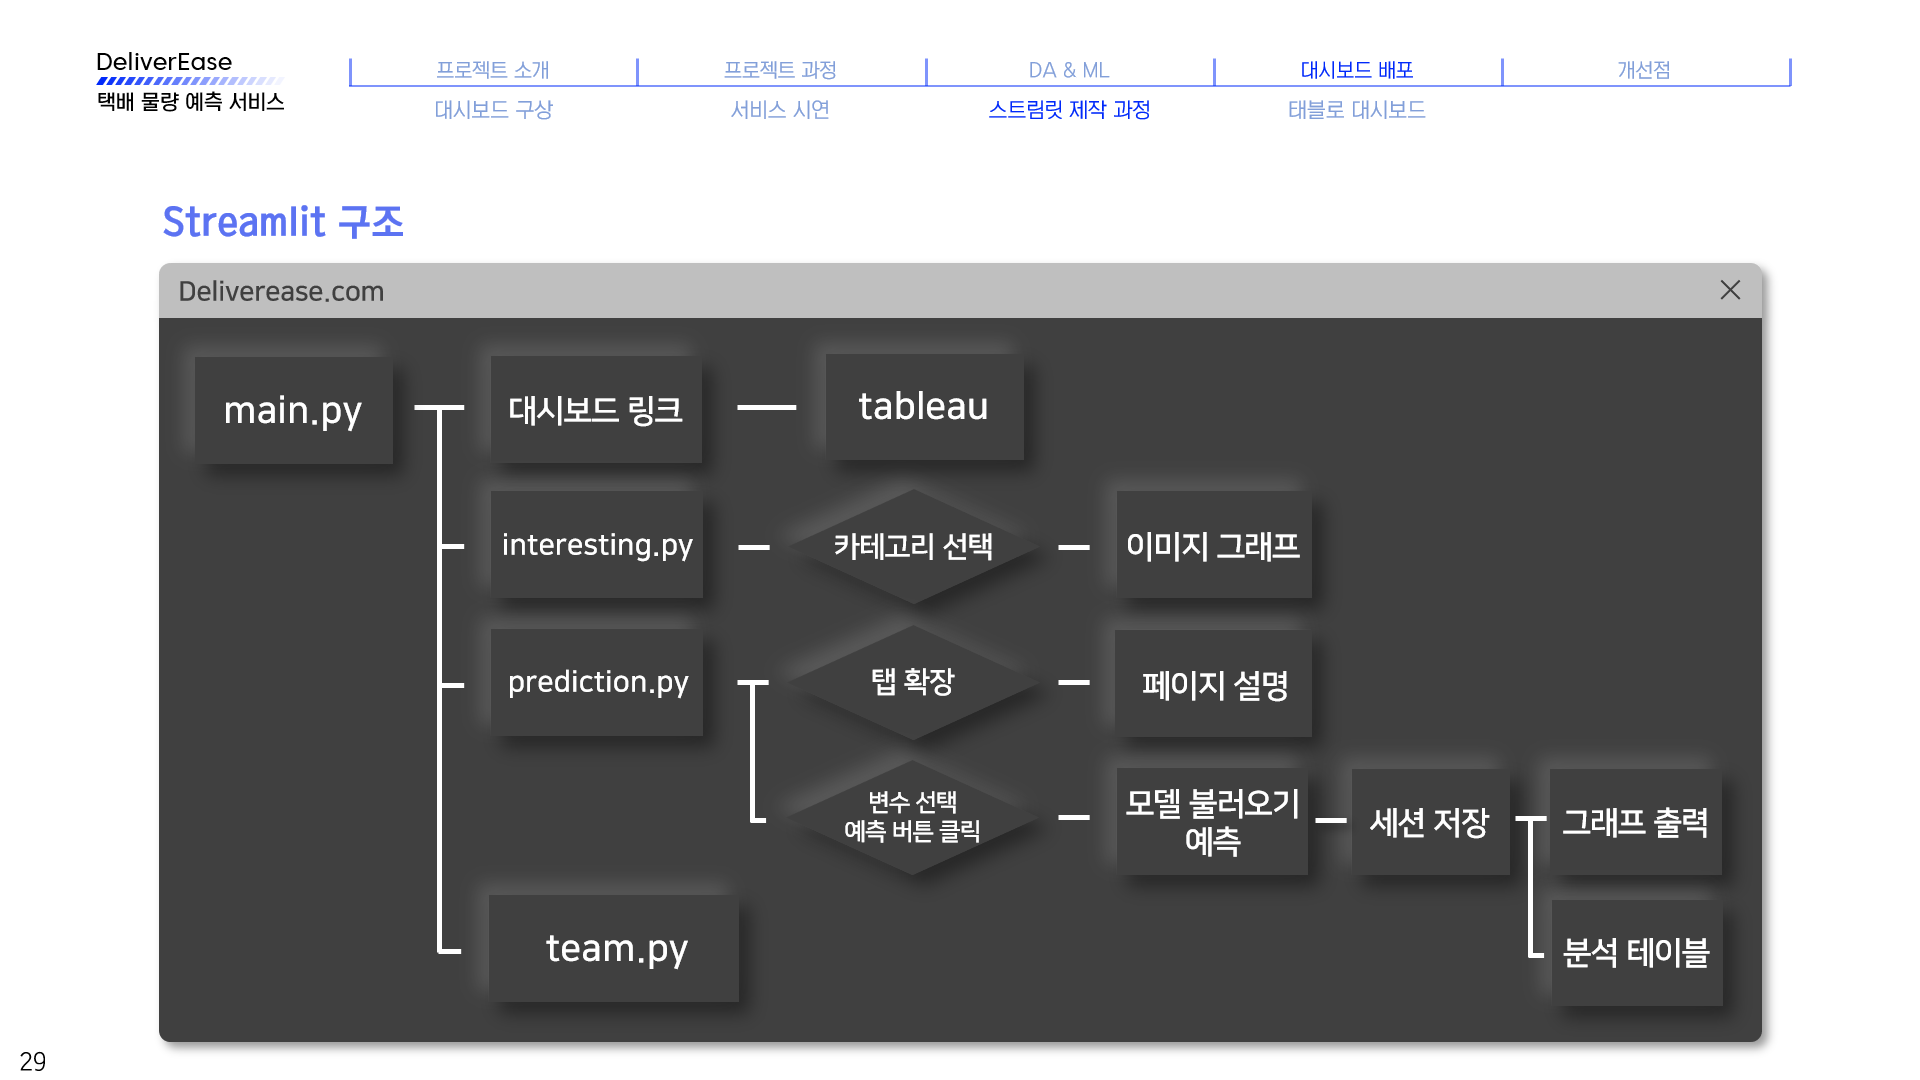 DeliverEase
택배 물량 예측 서비스
프로젝트 소개
프로젝트 과정
DA & ML
대시보드 배포
개선점
대시보드 구상
서비스 시연
스트림릿 제작 과정
태블로 대시보드
Streamlit 구조
Deliverease.com
main.py
대시보드 링크
tableau
interesting.py
카테고리 선택
이미지 그래프
prediction.py
탭 확장
페이지 설명
변수 선택
예측 버튼 클릭
모델 불러오기
예측
세션 저장
그래프 출력
분석 테이블
team.py
29